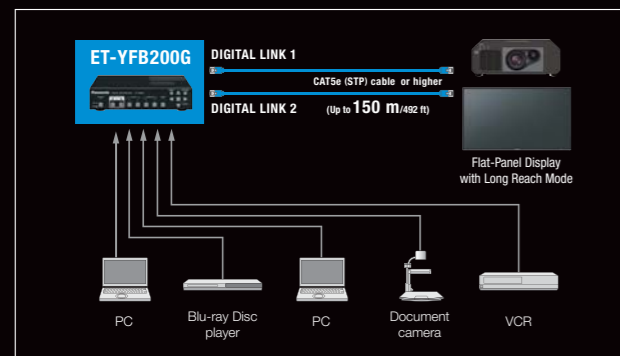 ET-YFB200G
DIGITAL LINK 1
CAT5e (STP) cable or higher
DIGITAL LINK 2
(Up to 150 m/492 ft)
Flat-Panel Display
with Long Reach Mode
PC
Blu-ray Disc
player
PC
Document
camera
VCR